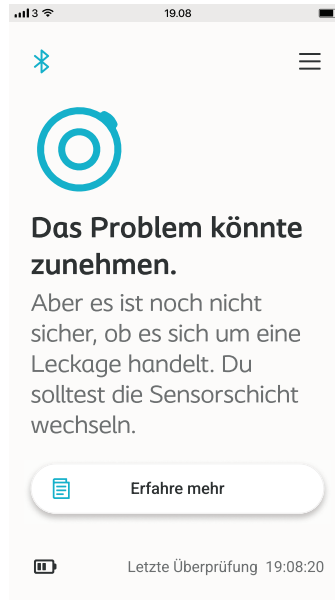 3 19.08
Das Problem könnte
zunehmen.
Aber es ist noch nicht
sicher, ob es sich um eine
Leckage handelt. Du
solltest die Sensorschicht
wechseln.
Erfahre mehr
Letzte Überprüfung 19:08:20